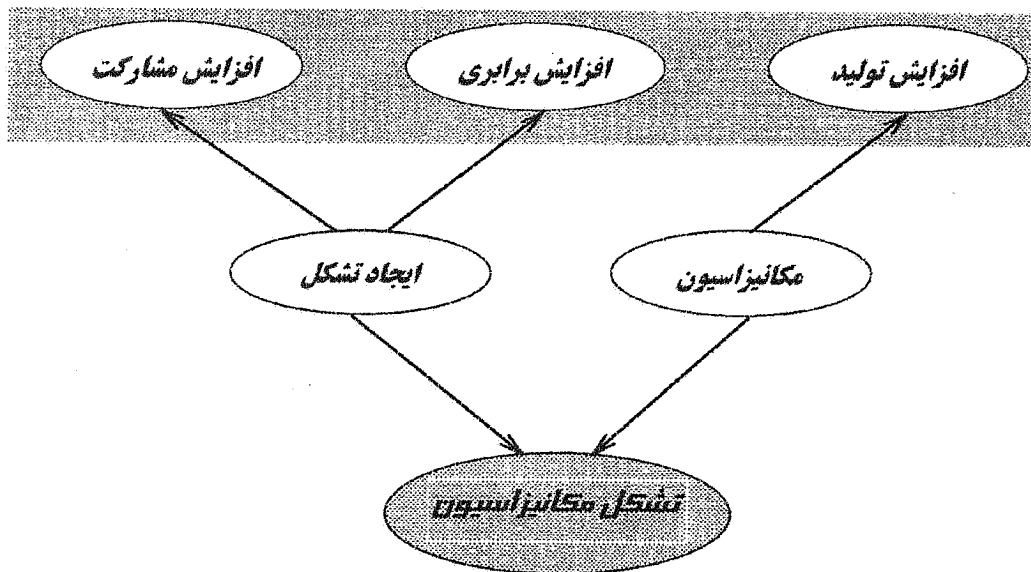 افزایش تولید
افزایش برابری
افزایش مشارکت
مکانیزاسیون
ایجاد تشکل
تشکل مکانیزاسیون